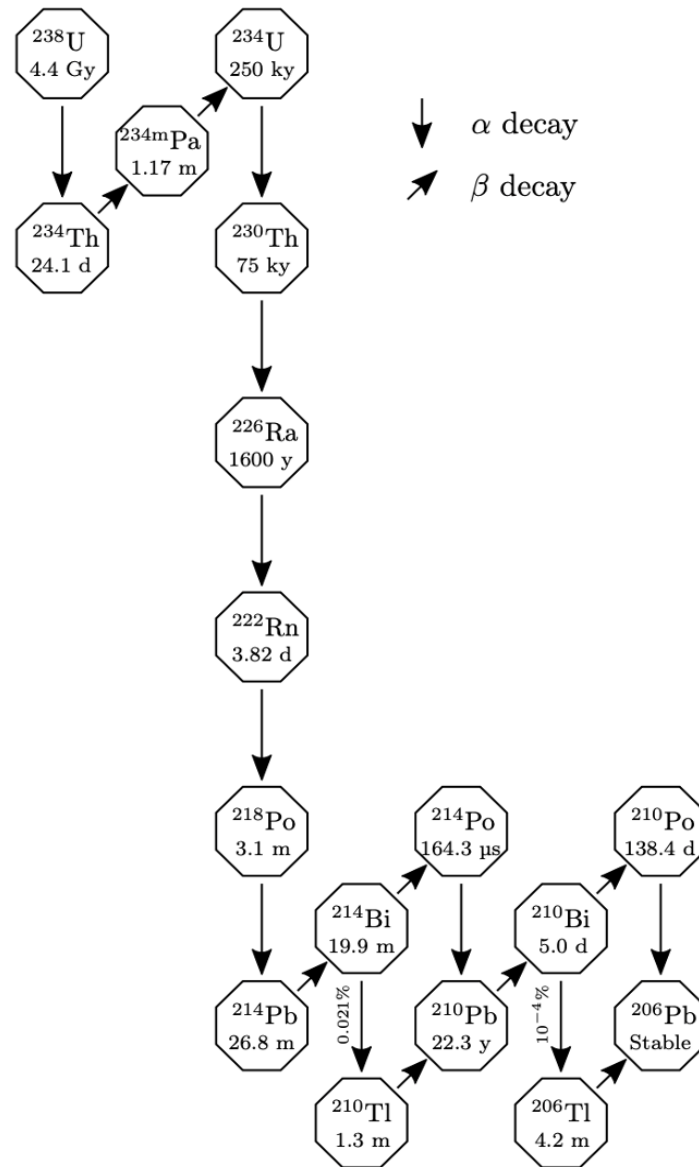 ²³⁸U
4.4 Gy
²³⁴U
250 ky
α decay
²³⁴ᵐPa
1.17 m
β decay
²³⁴Th
24.1 d
²³⁰Th
75 ky
²²⁶Ra
1600 y
²²²Rn
3.82 d
²¹⁸Po
3.1 m
²¹⁴Po
164.3 µs
²¹⁰Po
138.4 d
²¹⁴Bi
19.9 m
²¹⁰Bi
5.0 d
0.021%
10⁻⁴%
²¹⁴Pb
26.8 m
²¹⁰Pb
22.3 y
²⁰⁶Pb
Stable
²¹⁰Tl
1.3 m
²⁰⁶Tl
4.2 m